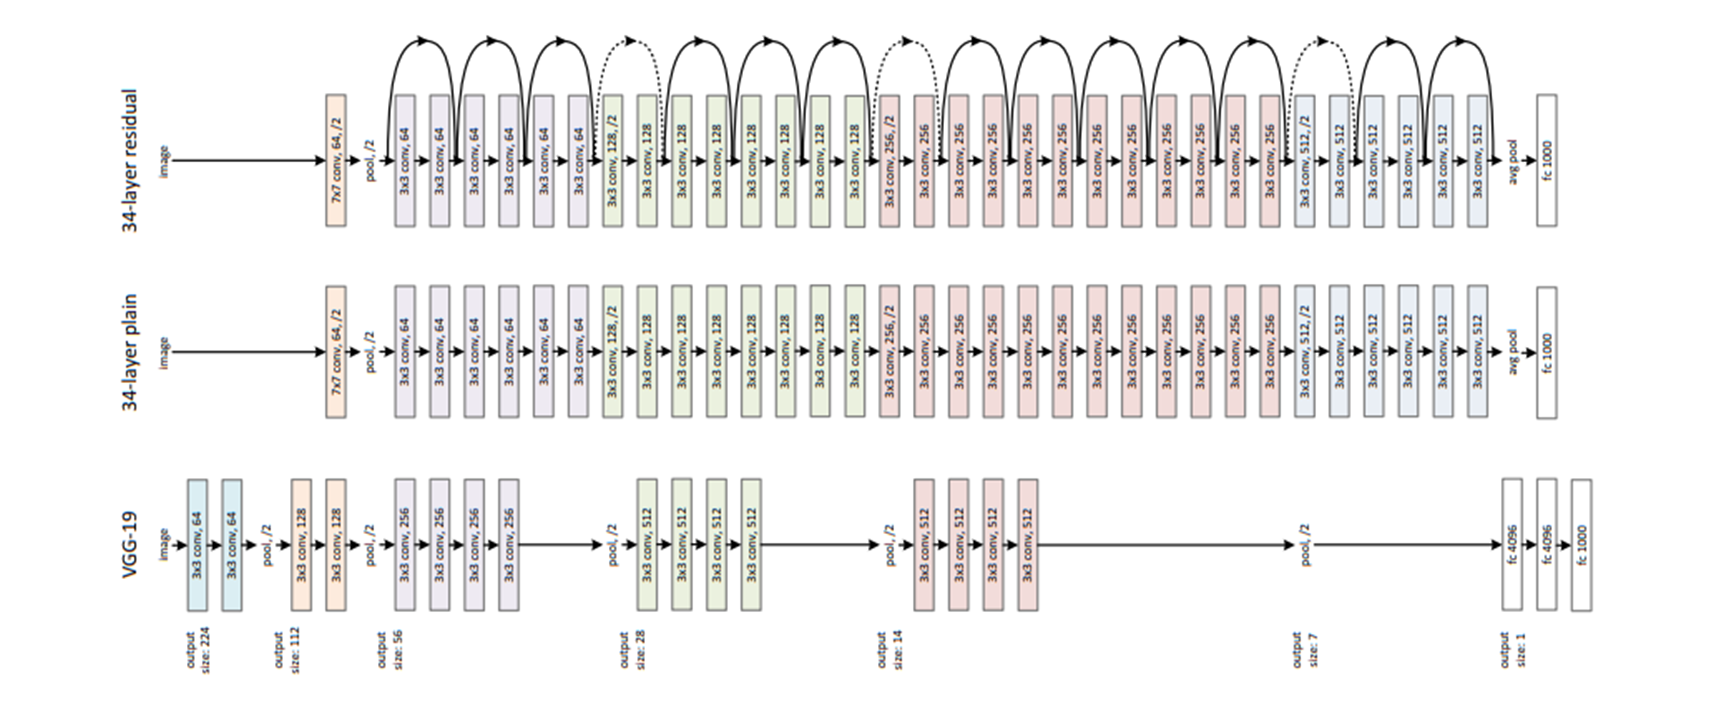 34-layer residual
image
7x7 conv, 64, /2
pool, /2
3x3 conv, 64
3x3 conv, 64
3x3 conv, 64
3x3 conv, 64
3x3 conv, 64
3x3 conv, 64
3x3 conv, 128, /2
3x3 conv, 128
3x3 conv, 128
3x3 conv, 128
3x3 conv, 128
3x3 conv, 128
3x3 conv, 128
3x3 conv, 128
3x3 conv, 256, /2
3x3 conv, 256
3x3 conv, 256
3x3 conv, 256
3x3 conv, 256
3x3 conv, 256
3x3 conv, 256
3x3 conv, 256
3x3 conv, 256
3x3 conv, 256
3x3 conv, 256
3x3 conv, 256
3x3 conv, 512, /2
3x3 conv, 512
3x3 conv, 512
3x3 conv, 512
3x3 conv, 512
3x3 conv, 512
avg pool
fc 1000
34-layer plain
image
7x7 conv, 64, /2
pool, /2
3x3 conv, 64
3x3 conv, 64
3x3 conv, 64
3x3 conv, 64
3x3 conv, 64
3x3 conv, 64
3x3 conv, 128, /2
3x3 conv, 128
3x3 conv, 128
3x3 conv, 128
3x3 conv, 128
3x3 conv, 128
3x3 conv, 128
3x3 conv, 128
3x3 conv, 256, /2
3x3 conv, 256
3x3 conv, 256
3x3 conv, 256
3x3 conv, 256
3x3 conv, 256
3x3 conv, 256
3x3 conv, 256
3x3 conv, 256
3x3 conv, 256
3x3 conv, 256
3x3 conv, 256
3x3 conv, 512, /2
3x3 conv, 512
3x3 conv, 512
3x3 conv, 512
3x3 conv, 512
3x3 conv, 512
avg pool
fc 1000
VGG-19
image
3x3 conv, 64
3x3 conv, 64
pool, /2
3x3 conv, 128
3x3 conv, 128
pool, /2
3x3 conv, 256
3x3 conv, 256
3x3 conv, 256
3x3 conv, 256
pool, /2
3x3 conv, 512
3x3 conv, 512
3x3 conv, 512
3x3 conv, 512
pool, /2
3x3 conv, 512
3x3 conv, 512
3x3 conv, 512
3x3 conv, 512
pool, /2
fc 4096
fc 4096
fc 1000
output
size: 224
output
size: 112
output
size: 56
output
size: 28
output
size: 14
output
size: 7
output
size: 1